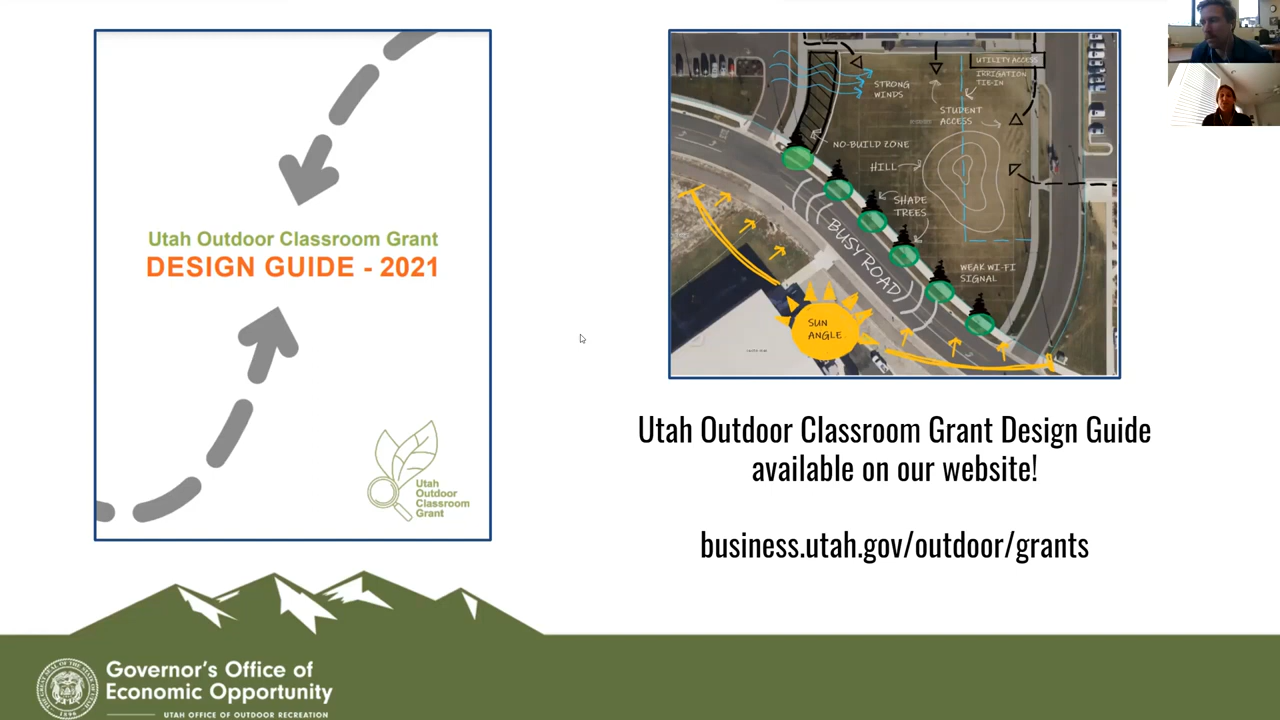 Utah Outdoor Classroom Grant
DESIGN GUIDE - 2021
Utah
Outdoor
Classroom
Grant
STRONG
WINDS
UTILITY ACCESS
IRRIGATION
TIE-IN
STUDENT
ACCESS
NO-BUILD ZONE
HILL
SHADE
TREES
BUSY ROAD
WEAK WI-FI
SIGNAL
SUN
ANGLE
Utah Outdoor Classroom Grant Design Guide
available on our website!
business.utah.gov/outdoor/grants
Governor's Office of
Economic Opportunity
UTAH OFFICE OF OUTDOOR RECREATION